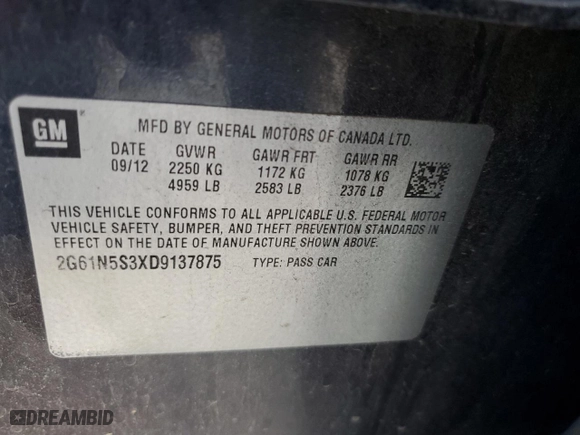 GM
MFD BY GENERAL MOTORS OF CANADA LTD.
DATE GVWR GAWR FRT GAWR RR
09/12 2250 KG 1172 KG 1078 KG
4959 LB 2583 LB 2376 LB
THIS VEHICLE CONFORMS TO ALL APPLICABLE U.S. FEDERAL MOTOR
VEHICLE SAFETY, BUMPER, AND THEFT PREVENTION STANDARDS IN
EFFECT ON THE DATE OF MANUFACTURE SHOWN ABOVE.
2G61N5S3XD9137875 TYPE: PASS CAR
DREAMBID